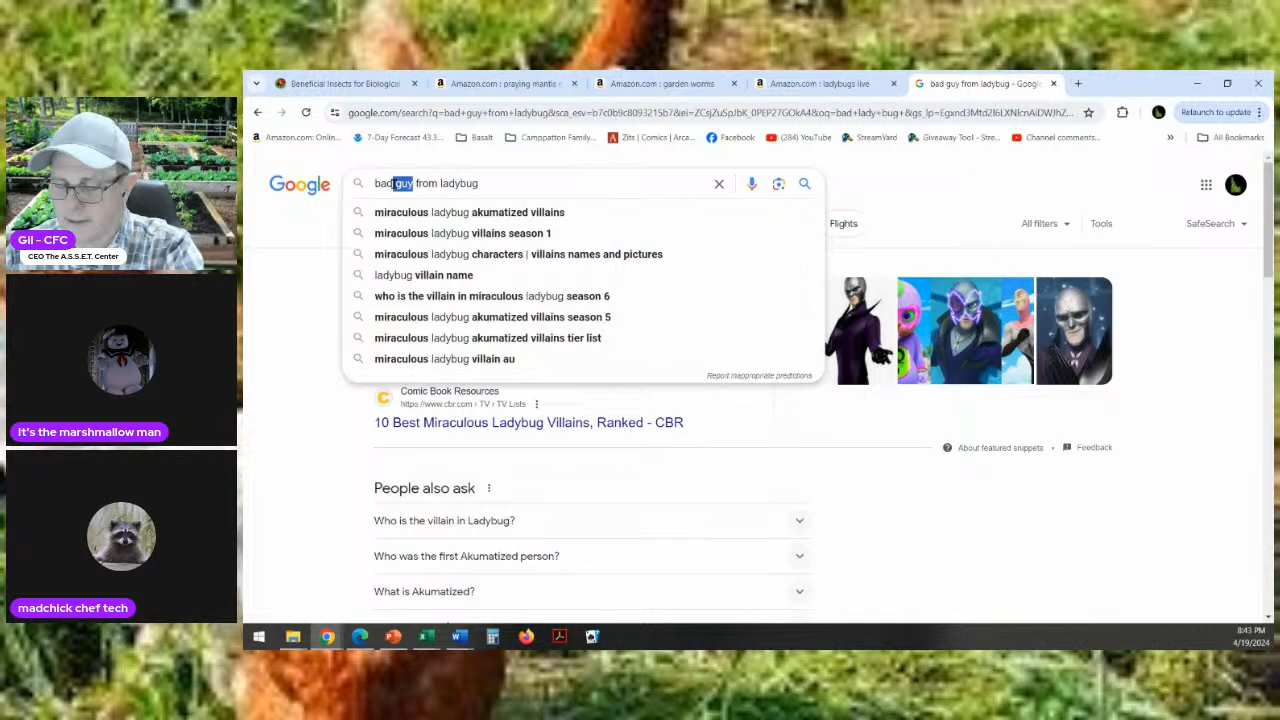 Gil - CFC
CEO The A.S.S.E.T. Center
It's the marshmallow man
madchick chef tech
Beneficial Insects for Biological
Amazon.com : praying mantis e
Amazon.com : garden worms
Amazon.com : ladybugs live
bad guy from ladybug - Google
Relaunch to update
Amazon.com: Onlin...
7-Day Forecast 43.3...
Basalt
Camppatton Family...
Zits | Comics | Arca...
Facebook
(284) YouTube
StreamYard
Giveaway Tool - Stre...
Channel comments...
All Bookmarks
Google
bad guy from ladybug
miraculous ladybug akumatized villains
miraculous ladybug villains season 1
miraculous ladybug characters | villains names and pictures
ladybug villain name
who is the villain in miraculous ladybug season 6
miraculous ladybug akumatized villains season 5
miraculous ladybug akumatized villains tier list
miraculous ladybug villain au
Report inappropriate predictions
Flights
All filters
Tools
SafeSearch
Comic Book Resources
https://www.cbr.com › TV › TV Lists
10 Best Miraculous Ladybug Villains, Ranked - CBR
About featured snippets
Feedback
People also ask
Who is the villain in Ladybug?
Who was the first Akumatized person?
What is Akumatized?
8:43 PM
4/19/2024